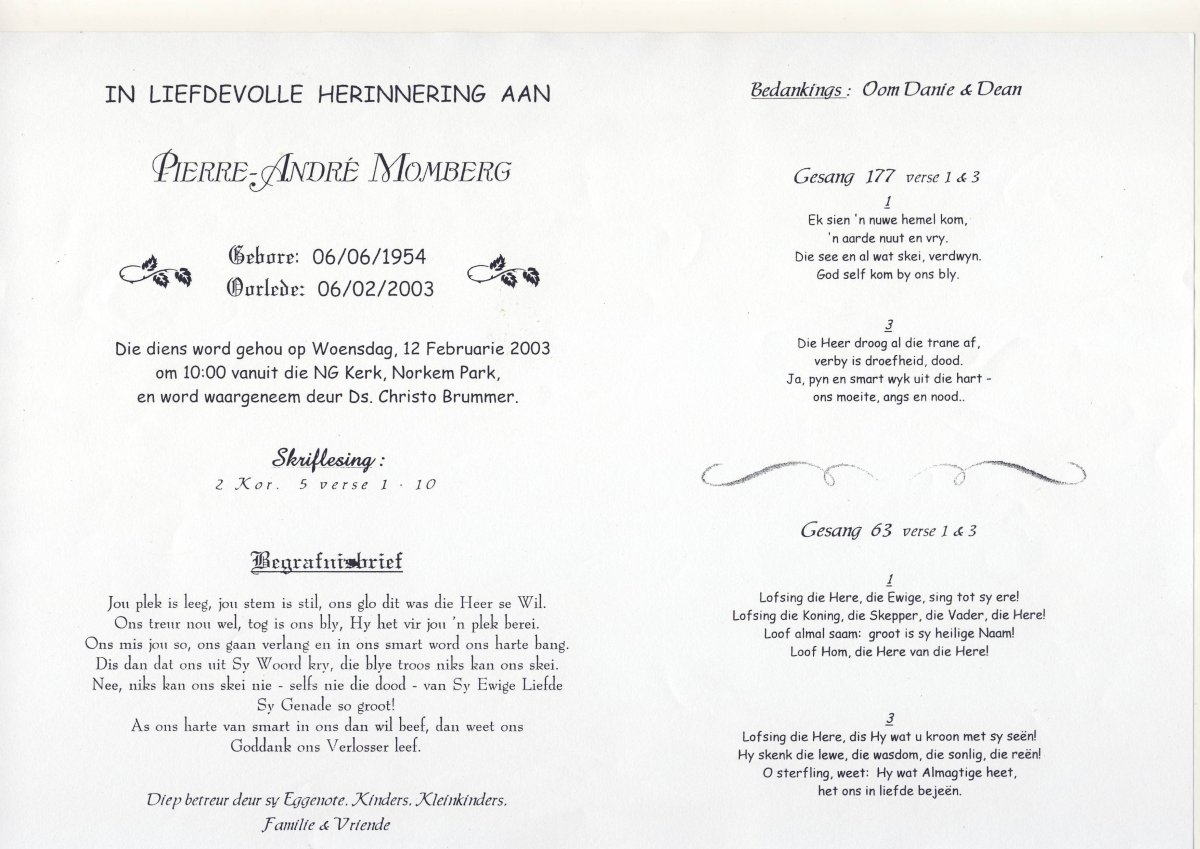 IN LIEFDEVOLLE HERINNERING AAN
PIERRE-ANDRÉ MOMBERG
Gebore: 06/06/1954
Oorlede: 06/02/2003
Die diens word gehou op Woensdag, 12 Februarie 2003
om 10:00 vanuit die NG Kerk, Norkem Park,
en word waargeneem deur Ds. Christo Brummer.
Skriflesing :
2 Kor. 5 verse 1 - 10
Begrafnisbrief
Jou plek is leeg, jou stem is stil, ons glo dit was die Heer se Wil.
Ons treur nou wel, tog is ons bly, Hy het vir jou 'n plek berei.
Ons mis jou so, ons gaan verlang en in ons smart word ons harte bang.
Dis dan dat ons uit Sy Woord kry, die blye troos niks kan ons skei.
Nee, niks kan ons skei nie - selfs nie die dood - van Sy Ewige Liefde
Sy Genade so groot!
As ons harte van smart in ons dan wil beef, dan weet ons
Goddank ons Verlosser leef.
Diep betreur deur sy Eggenote, Kinders, Kleinkinders,
Familie & Vriende
Bedankings : Oom Danie & Dean
Gesang 177 verse 1 & 3
1
Ek sien 'n nuwe hemel kom,
'n aarde nuut en vry.
Die see en al wat skei, verdwyn.
God self kom by ons bly.
3
Die Heer droog al die trane af,
verby is droefheid, dood.
Ja, pyn en smart wyk uit die hart -
ons moeite, angs en nood..
Gesang 63 verse 1 & 3
1
Lofsing die Here, die Ewige, sing tot sy ere!
Lofsing die Koning, die Skepper, die Vader, die Here!
Loof almal saam: groot is sy heilige Naam!
Loof Hom, die Here van die Here!
3
Lofsing die Here, dis Hy wat u kroon met sy seën!
Hy skenk die lewe, die wasdom, die sonlig, die reën!
O sterfling, weet: Hy wat Almagtige heet,
het ons in liefde bejeën.